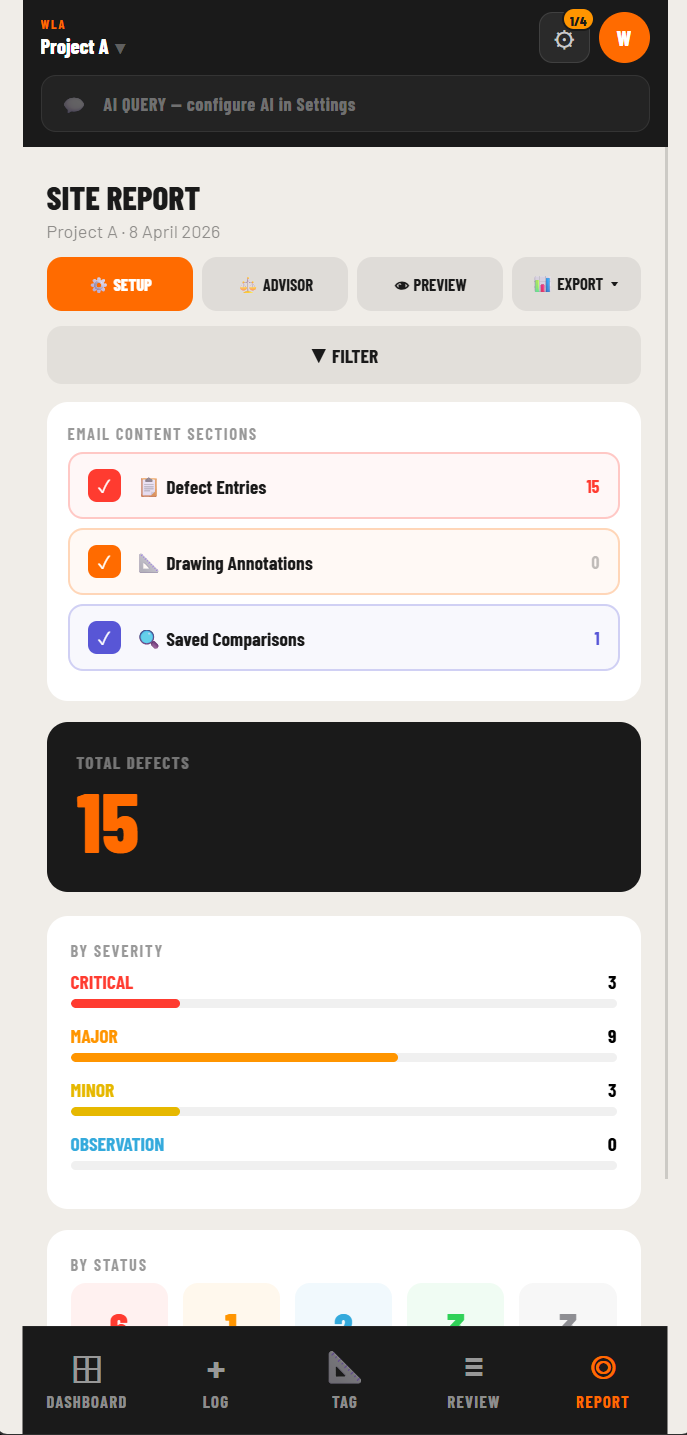 WLA
Project A ▼
1/4
W
AI QUERY — configure AI in Settings
SITE REPORT
Project A · 8 April 2026
SETUP
ADVISOR
PREVIEW
EXPORT
▼ FILTER
EMAIL CONTENT SECTIONS
Defect Entries 15
Drawing Annotations 0
Saved Comparisons 1
TOTAL DEFECTS
15
BY SEVERITY
CRITICAL 3
MAJOR 9
MINOR 3
OBSERVATION 0
BY STATUS
DASHBOARD
LOG
TAG
REVIEW
REPORT